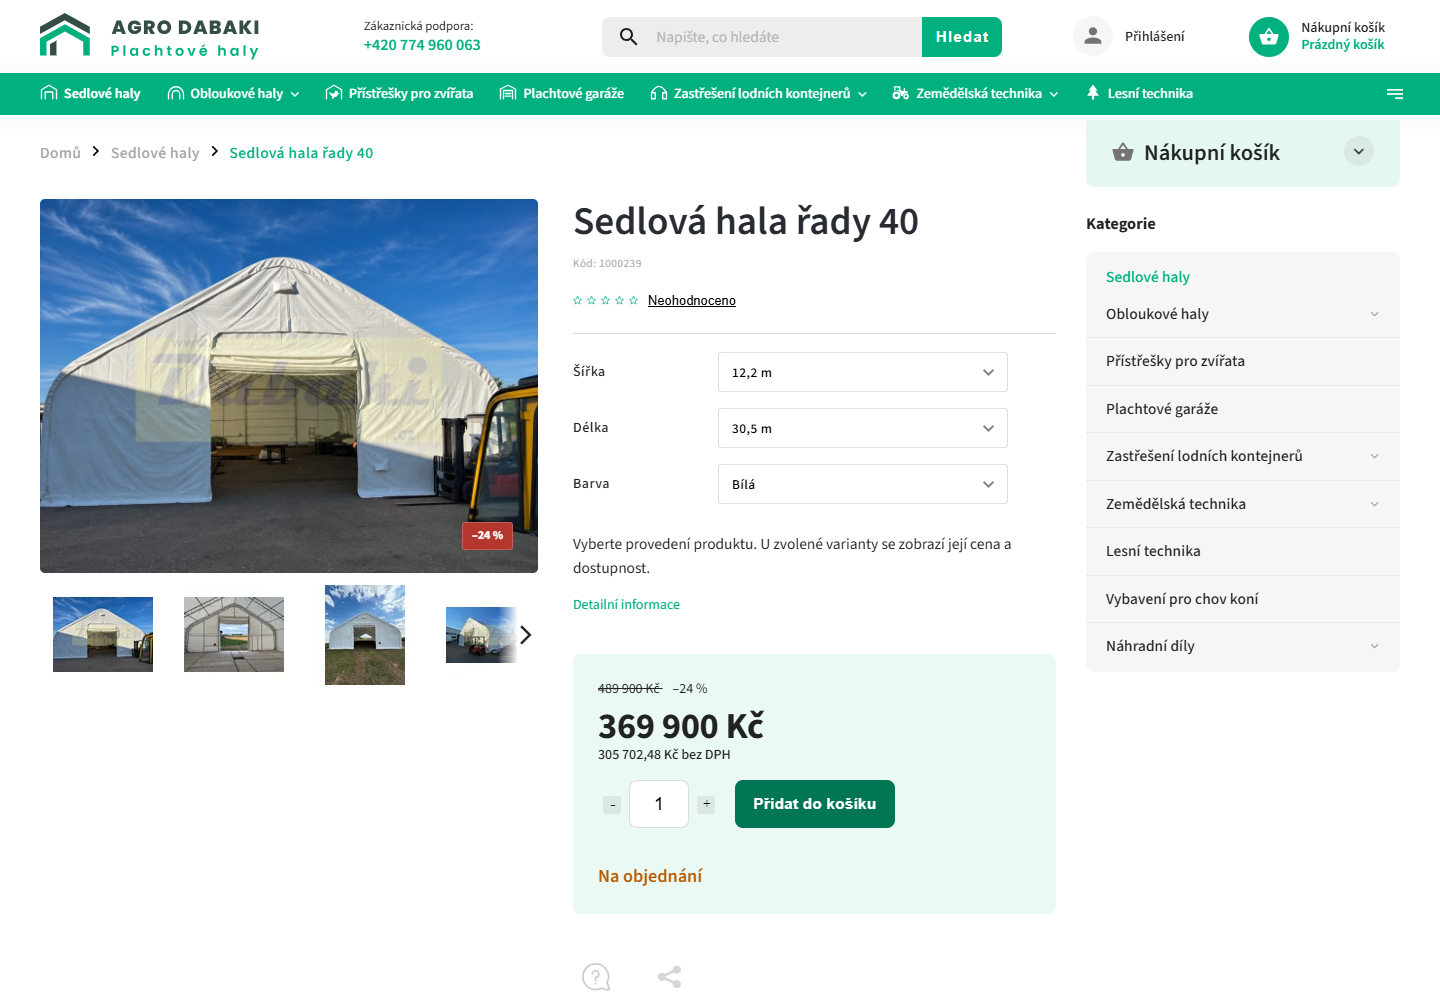 AGRO DABAKI
Plachtové haly
Zákaznická podpora:
+420 774 960 063
Napište, co hledáte
Hledat
Přihlášení
Nákupní košík
Prázdný košík
Sedlové haly
Obloukové haly
Přístřešky pro zvířata
Plachtové garáže
Zastřešení lodních kontejnerů
Zemědělská technika
Lesní technika
Domů
Sedlové haly
Sedlová hala řady 40
Nákupní košík
Kategorie
Sedlové haly
Obloukové haly
Přístřešky pro zvířata
Plachtové garáže
Zastřešení lodních kontejnerů
Zemědělská technika
Lesní technika
Vybavení pro chov koní
Náhradní díly
Dabaki
–24 %
Sedlová hala řady 40
Kód: 1000239
Neohodnoceno
Šířka
12,2 m
Délka
30,5 m
Barva
Bílá
Vyberte provedení produktu. U zvolené varianty se zobrazí její cena a
dostupnost.
Detailní informace
489 900 Kč –24 %
369 900 Kč
305 702,48 Kč bez DPH
- 1 +
Přidat do košíku
Na objednání